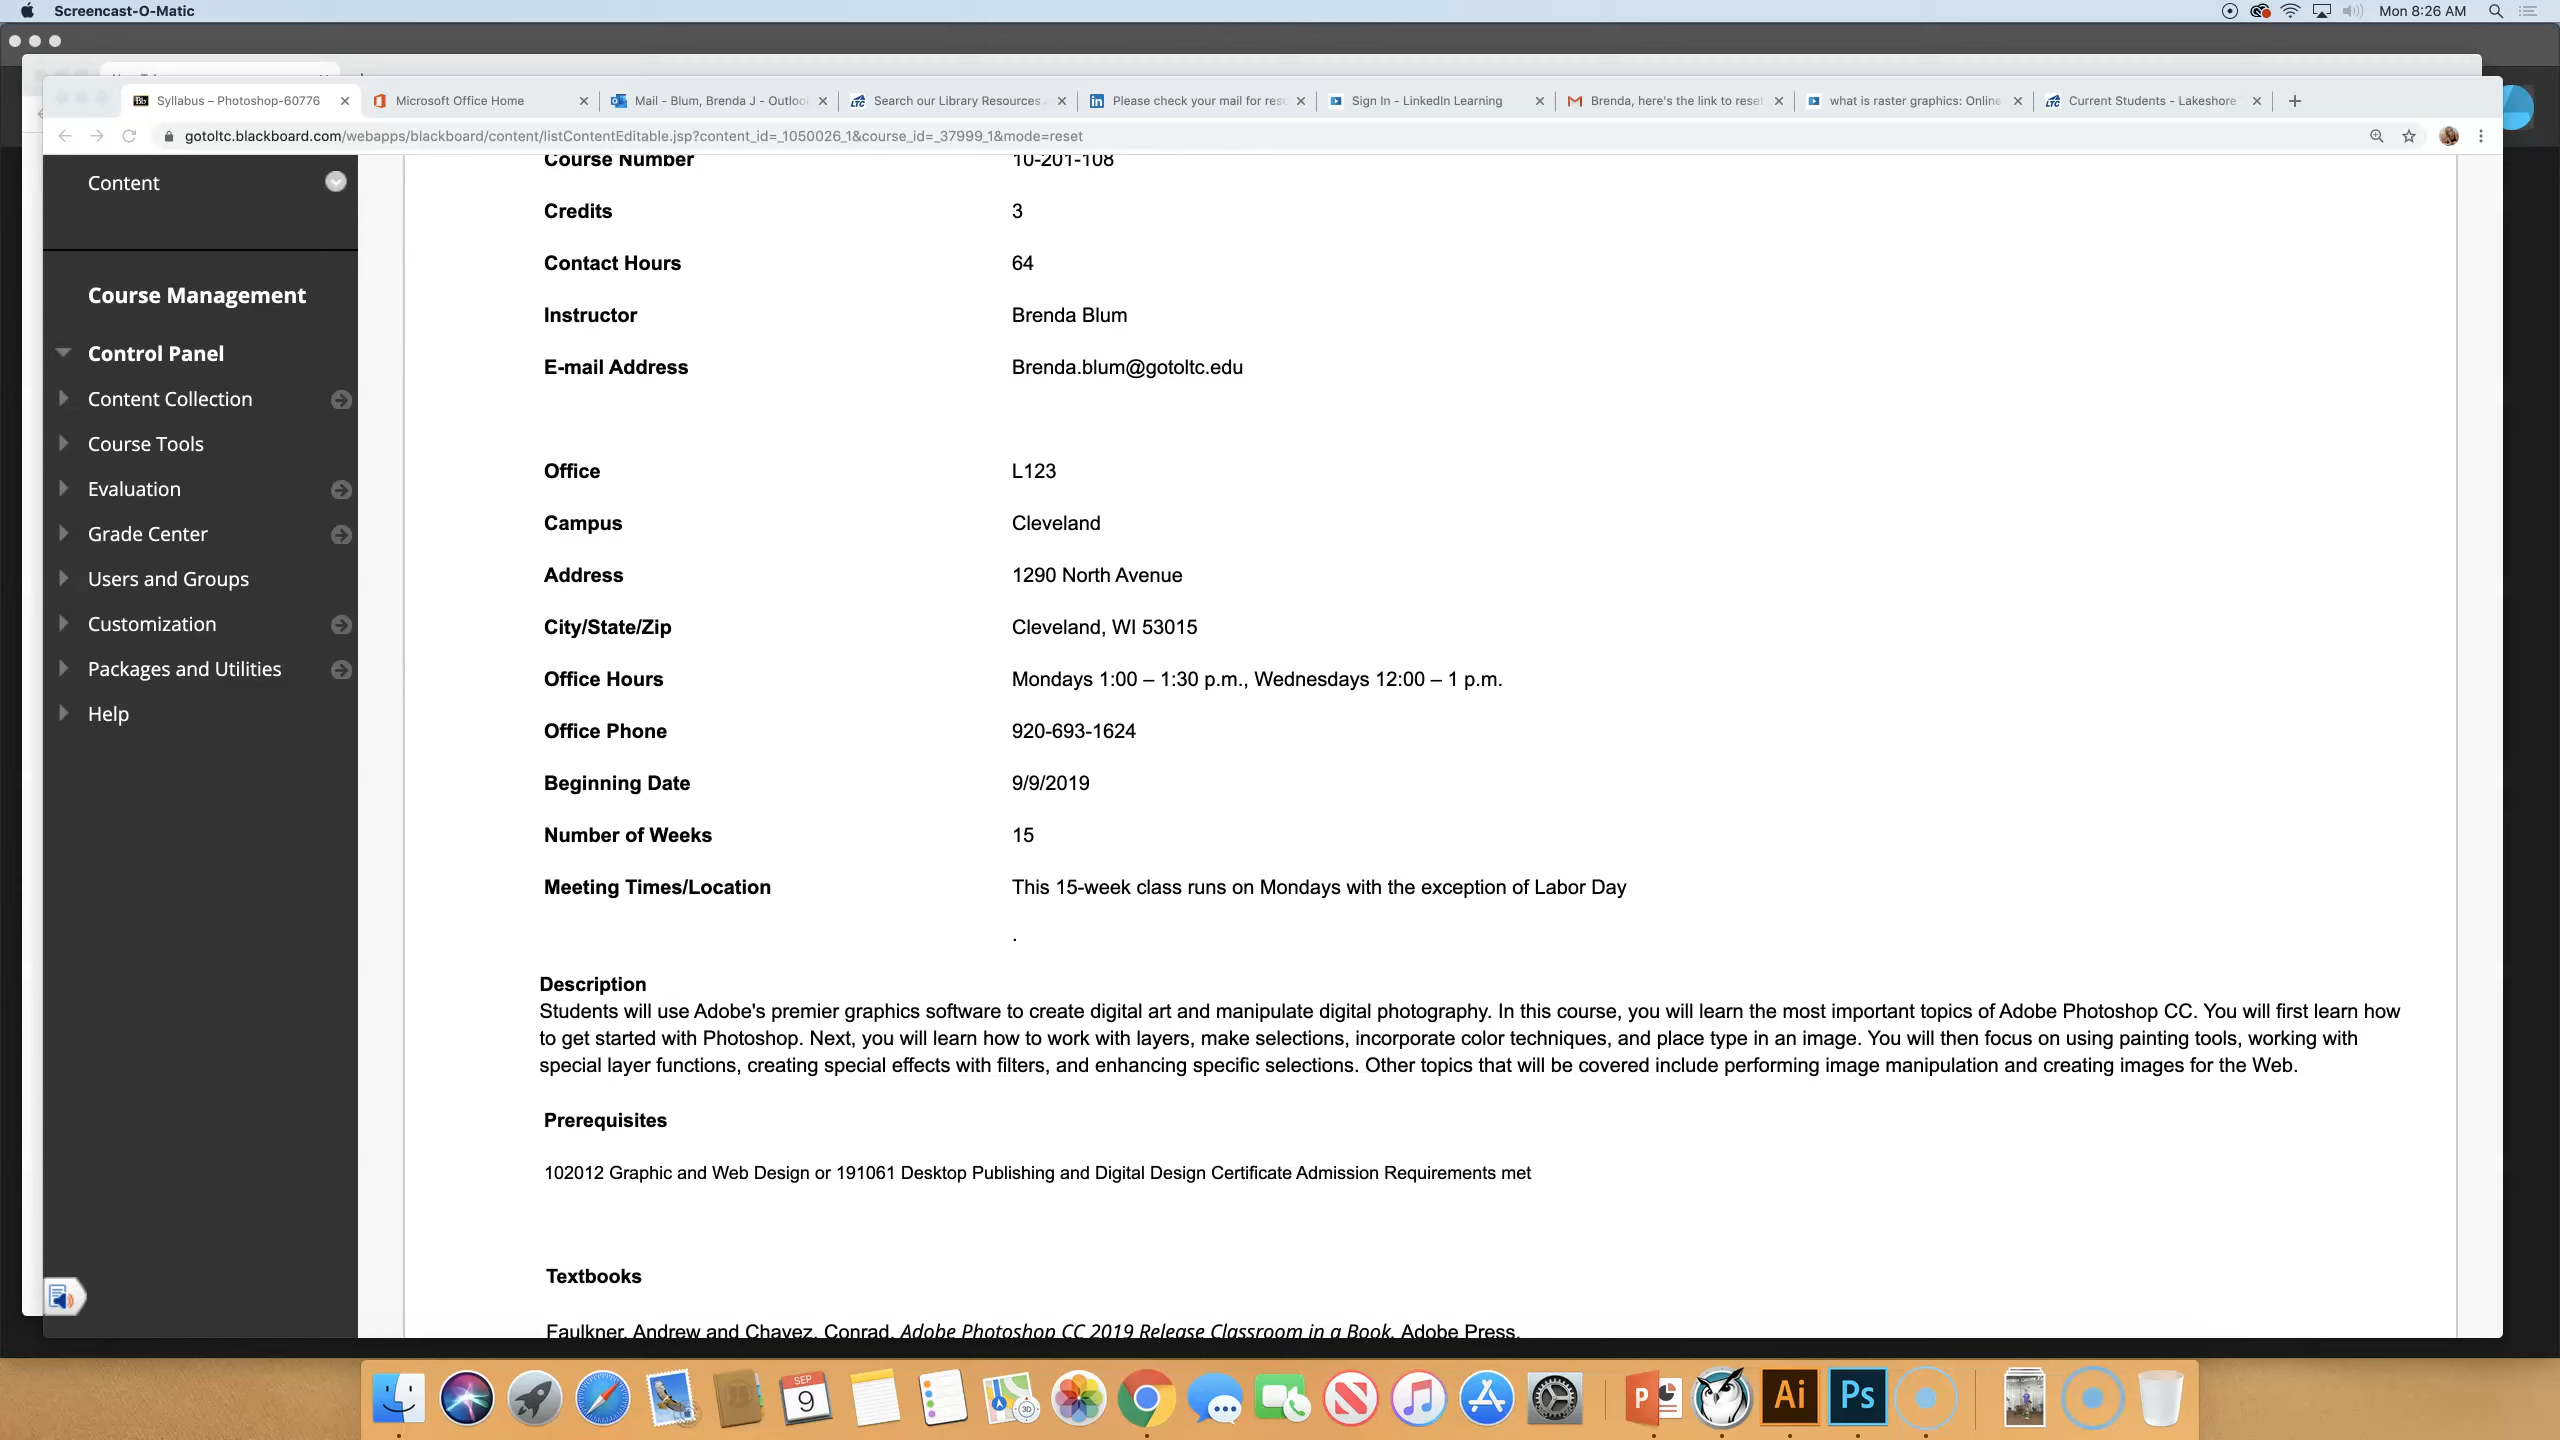 Screencast-O-Matic
Mon 8:26 AM
Syllabus – Photoshop-60776
Microsoft Office Home
Mail - Blum, Brenda J - Outloo
Search our Library Resources
Please check your mail for rese
Sign In - LinkedIn Learning
Brenda, here's the link to reset
what is raster graphics: Online
Current Students - Lakeshore
gotoltc.blackboard.com/webapps/blackboard/content/listContentEditable.jsp?content_id=_1050026_1&course_id=_37999_1&mode=reset
Content
Course Management
Control Panel
Content Collection
Course Tools
Evaluation
Grade Center
Users and Groups
Customization
Packages and Utilities
Help
Course Number 10-201-108
Credits 3
Contact Hours 64
Instructor Brenda Blum
E-mail Address Brenda.blum@gotoltc.edu
Office L123
Campus Cleveland
Address 1290 North Avenue
City/State/Zip Cleveland, WI 53015
Office Hours Mondays 1:00 – 1:30 p.m., Wednesdays 12:00 – 1 p.m.
Office Phone 920-693-1624
Beginning Date 9/9/2019
Number of Weeks 15
Meeting Times/Location This 15-week class runs on Mondays with the exception of Labor Day
.
Description
Students will use Adobe's premier graphics software to create digital art and manipulate digital photography. In this course, you will learn the most important topics of Adobe Photoshop CC. You will first learn how
to get started with Photoshop. Next, you will learn how to work with layers, make selections, incorporate color techniques, and place type in an image. You will then focus on using painting tools, working with
special layer functions, creating special effects with filters, and enhancing specific selections. Other topics that will be covered include performing image manipulation and creating images for the Web.
Prerequisites
102012 Graphic and Web Design or 191061 Desktop Publishing and Digital Design Certificate Admission Requirements met
Textbooks
Faulkner, Andrew and Chavez, Conrad, Adobe Photoshop CC 2019 Release Classroom in a Book, Adobe Press.
SEP
9
3D
P
Ai
Ps